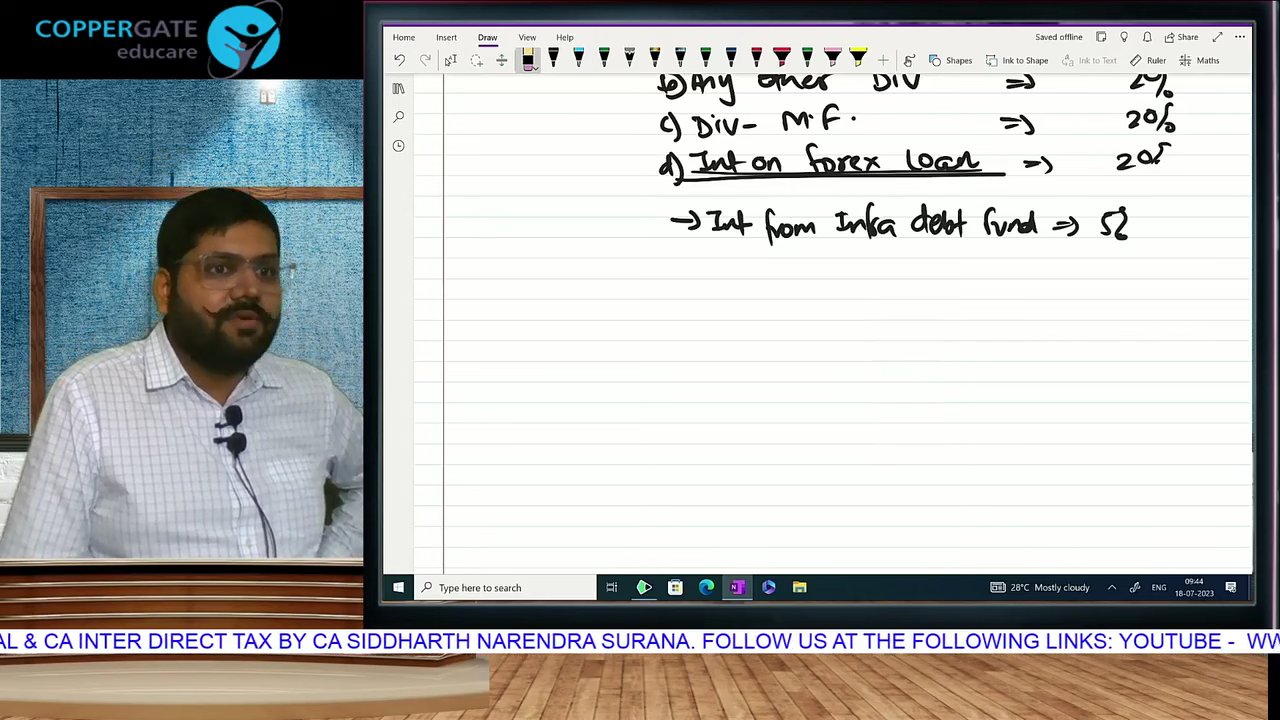 COPPERGATE
educare
Home Insert Draw View Help
Saved offline
Share
Shapes
Ink to Shape
Ink to Text
Ruler
Maths
b) Any other DIV => 20%
c) DIV- M.F. => 20%
d) Int on forex loan => 20%
→ Int from Infra debt fund => 5%
Type here to search
28°C Mostly cloudy
ENG
09:44
18-07-2023
AL & CA INTER DIRECT TAX BY CA SIDDHARTH NARENDRA SURANA. FOLLOW US AT THE FOLLOWING LINKS: YOUTUBE - WW